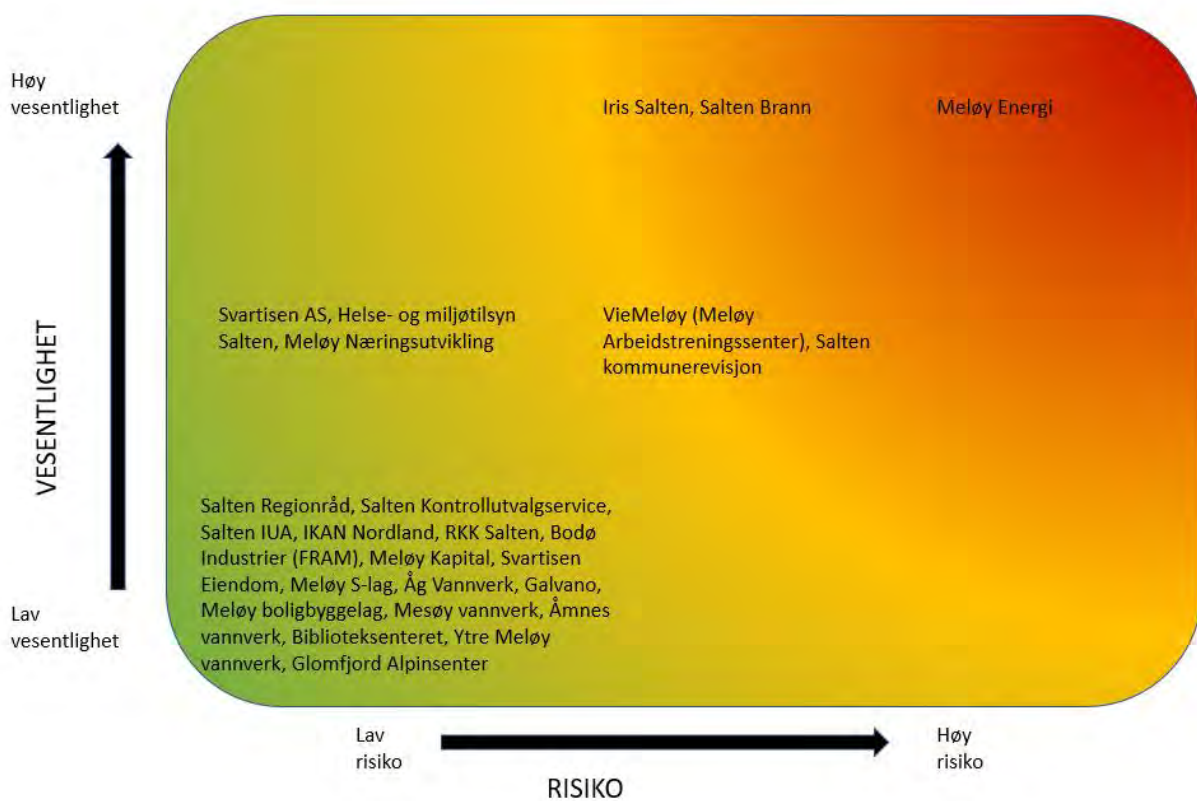 Høy
vesentlighet
Iris Salten, Salten Brann
Meløy Energi
VESENTLIGHET
Svartisen AS, Helse- og miljøtilsyn
Salten, Meløy Næringsutvikling
VieMeløy (Meløy
Arbeidstreningssenter), Salten
kommunerevisjon
Salten Regionråd, Salten Kontrollutvalgservice,
Salten IUA, IKAN Nordland, RKK Salten, Bodø
Industrier (FRAM), Meløy Kapital, Svartisen
Eiendom, Meløy S-lag, Åg Vannverk, Galvano,
Meløy boligbyggelag, Mesøy vannverk, Åmnes
vannverk, Biblioteksenteret, Ytre Meløy
vannverk, Glomfjord Alpinsenter
Lav
vesentlighet
Lav
risiko
Høy
risiko
RISIKO